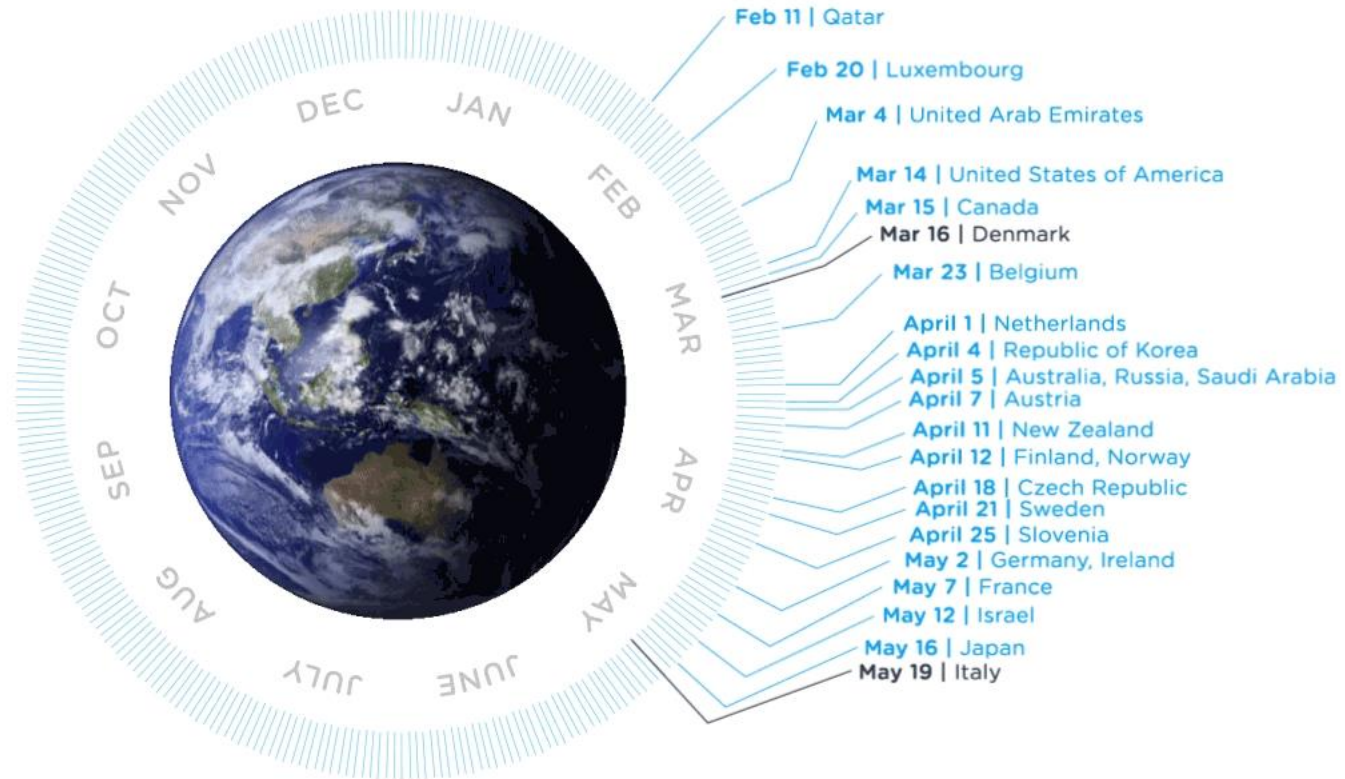 Feb 11 | Qatar
Feb 20 | Luxembourg
Mar 4 | United Arab Emirates
Mar 14 | United States of America
Mar 15 | Canada
Mar 16 | Denmark
Mar 23 | Belgium
April 1 | Netherlands
April 4 | Republic of Korea
April 5 | Australia, Russia, Saudi Arabia
April 7 | Austria
April 11 | New Zealand
April 12 | Finland, Norway
April 18 | Czech Republic
April 21 | Sweden
April 25 | Slovenia
May 2 | Germany, Ireland
May 7 | France
May 12 | Israel
May 16 | Japan
May 19 | Italy
JAN
FEB
MAR
APR
MAY
JUNE
JULY
AUG
SEP
OCT
NOV
DEC